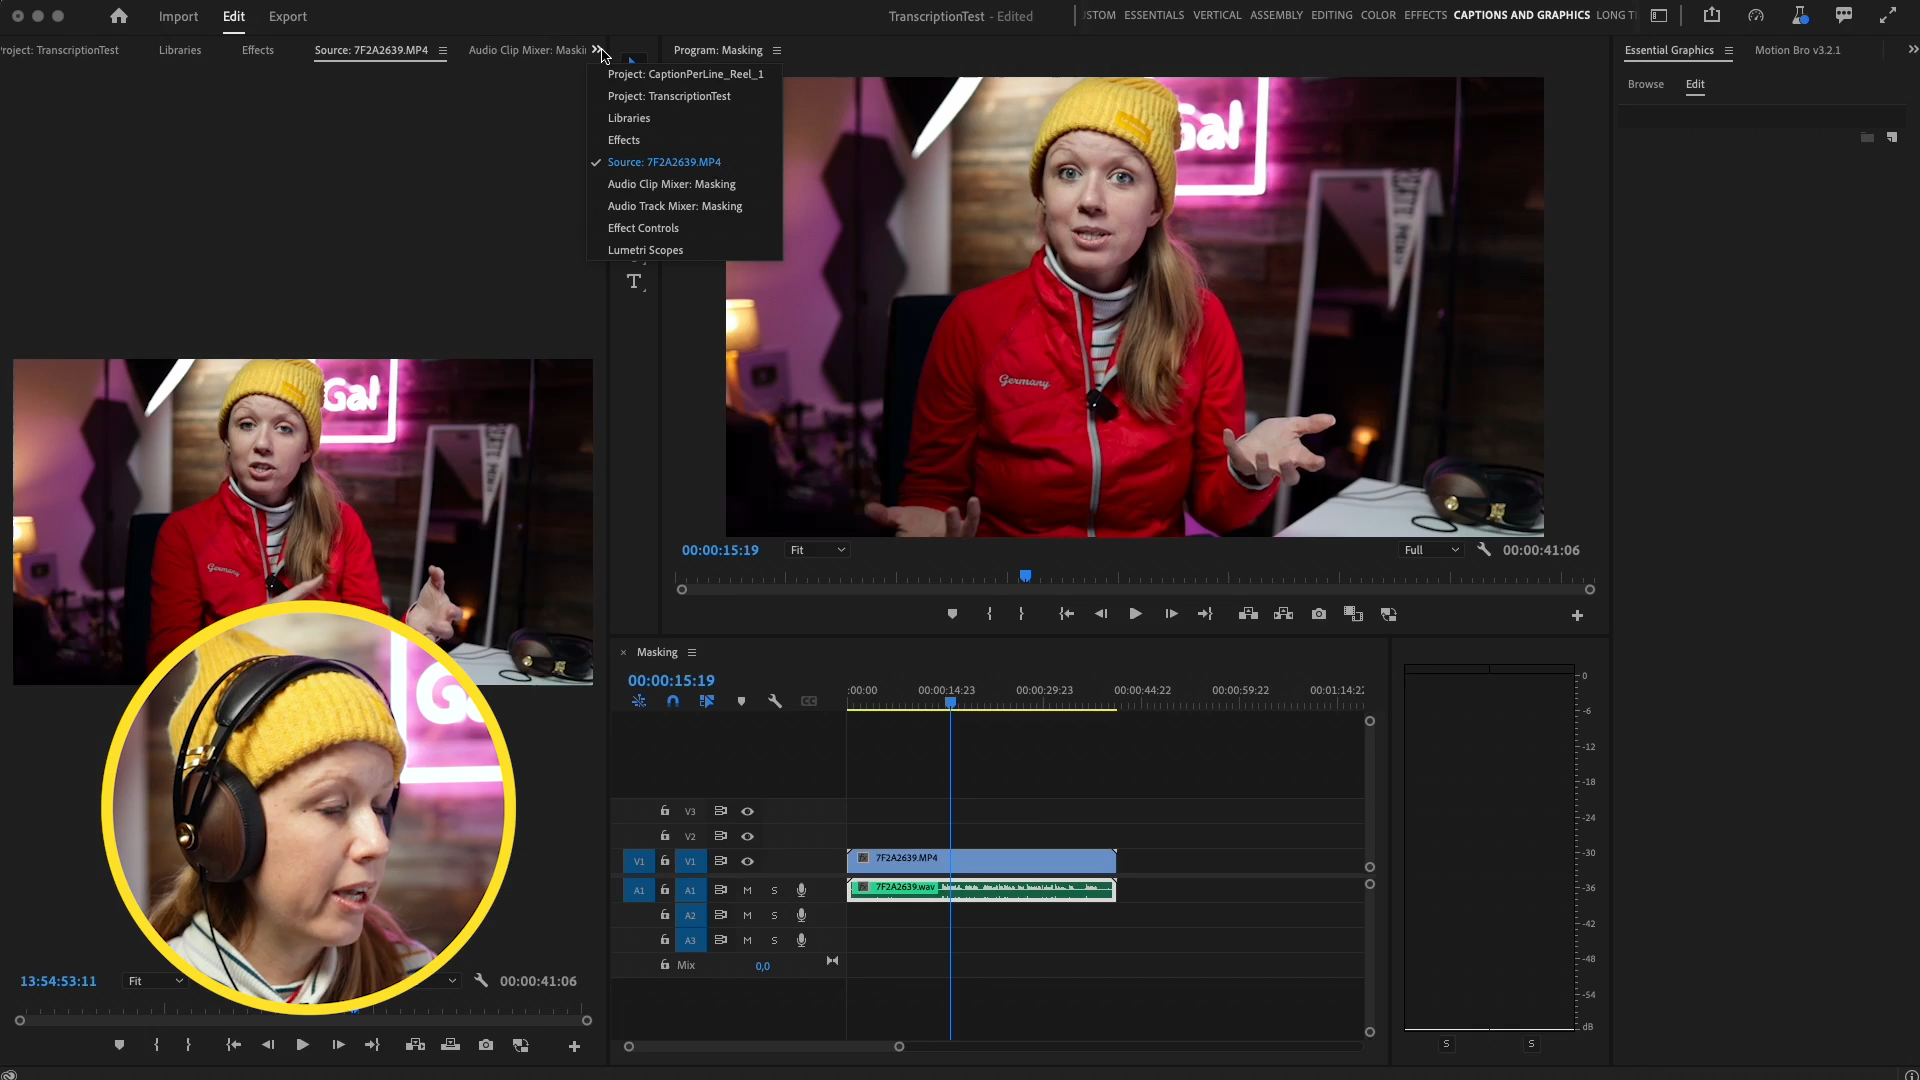 Import Edit Export
TranscriptionTest - Edited
STOM ESSENTIALS VERTICAL ASSEMBLY EDITING COLOR EFFECTS CAPTIONS AND GRAPHICS LONG T
roject: TranscriptionTest Libraries Effects Source: 7F2A2639.MP4 Audio Clip Mixer: Maski
Program: Masking
Essential Graphics Motion Bro v3.2.1
Browse Edit
Project: CaptionPerLine_Reel_1
Project: TranscriptionTest
Libraries
Effects
Source: 7F2A2639.MP4
Audio Clip Mixer: Masking
Audio Track Mixer: Masking
Effect Controls
Lumetri Scopes
T
Gal
Germany
Gal
Germany
00:00:15:19 Fit Full 00:00:41:06
Masking
00:00:15:19
:00:00 00:00:14:23 00:00:29:23 00:00:44:22 00:00:59:22 00:01:14:22
V3
V2
V1 V1 7F2A2639.MP4
A1 A1 M S 7F2A2639.wav
A2 M S
A3 M S
Mix 0,0
13:54:53:11 Fit 00:00:41:06
0
-6
-12
-18
-24
-30
-36
-42
-48
-54
dB
S S